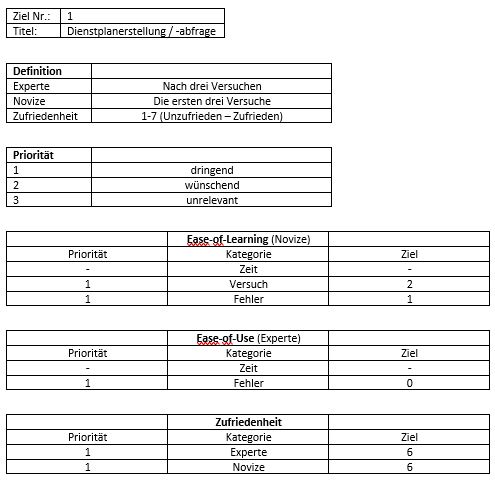 Ziel Nr.: 1
Titel: Dienstplanerstellung / -abfrage
Definition
Experte Nach drei Versuchen
Novize Die ersten drei Versuche
Zufriedenheit 1-7 (Unzufrieden – Zufrieden)
Priorität
1 dringend
2 wünschend
3 unrelevant
Ease-of-Learning (Novize)
Priorität Kategorie Ziel
- Zeit -
1 Versuch 2
1 Fehler 1
Ease-of-Use (Experte)
Priorität Kategorie Ziel
- Zeit -
1 Fehler 0
Zufriedenheit
Priorität Kategorie Ziel
1 Experte 6
1 Novize 6